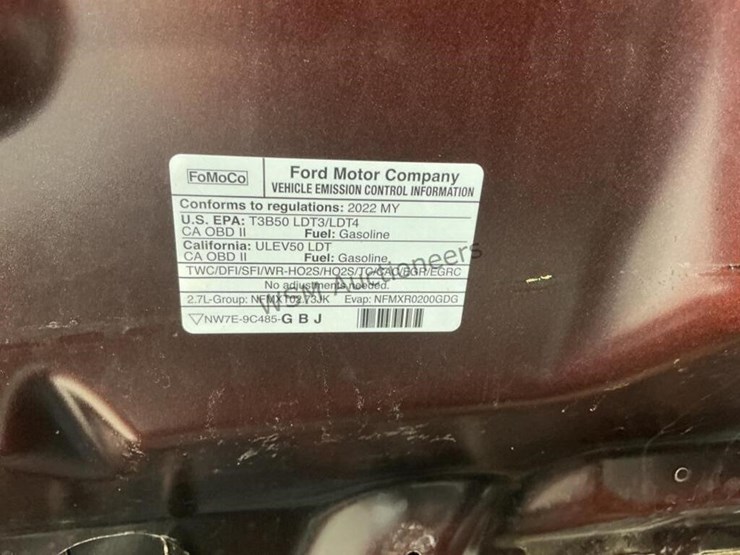 FoMoCo
Ford Motor Company
VEHICLE EMISSION CONTROL INFORMATION
Conforms to regulations: 2022 MY
U.S. EPA: T3B50 LDT3/LDT4
CA OBD II Fuel: Gasoline
California: ULEV50 LDT
CA OBD II Fuel: Gasoline
TWC/DFI/SFI/WR-HO2S/HO2S/TC/CAC/EGR/EGRC
No adjustments needed.
2.7L-Group: Evap: NFMXR0200GDG
NW7E-9C485-G B J
WSM Auctioneers